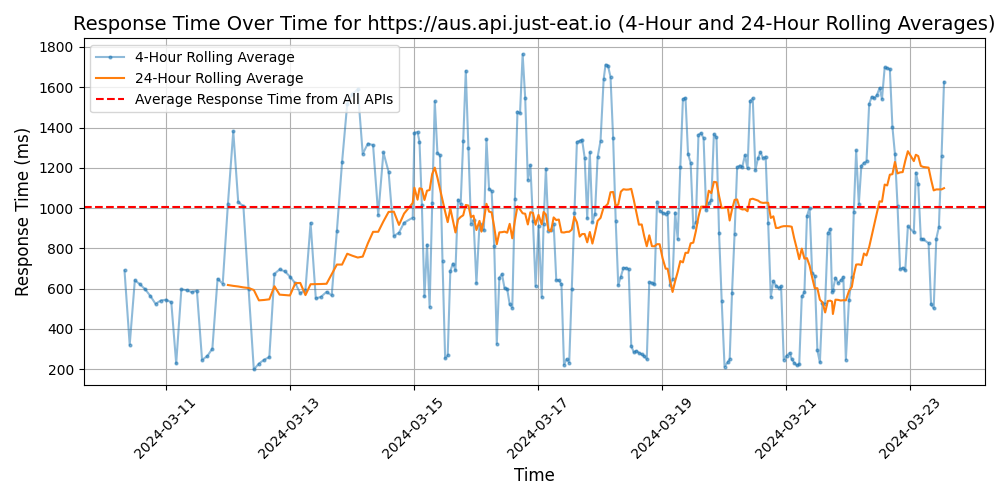 Response Time Over Time for https://aus.api.just-eat.io (4-Hour and 24-Hour Rolling Averages)
4-Hour Rolling Average
24-Hour Rolling Average
Average Response Time from All APIs
Response Time (ms)
1800
1600
1400
1200
1000
800
600
400
200
2024-03-11
2024-03-13
2024-03-15
2024-03-17
2024-03-19
2024-03-21
2024-03-23
Time